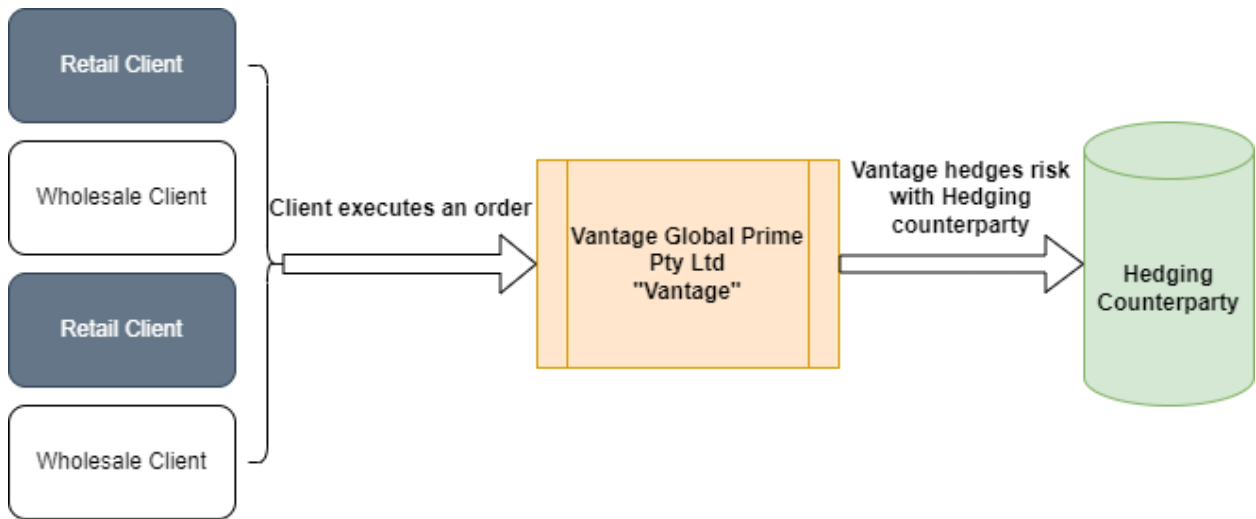 Retail Client
Wholesale Client
Retail Client
Wholesale Client
Client executes an order
Vantage Global Prime
Pty Ltd
"Vantage"
Vantage hedges risk
with Hedging
counterparty
Hedging
Counterparty